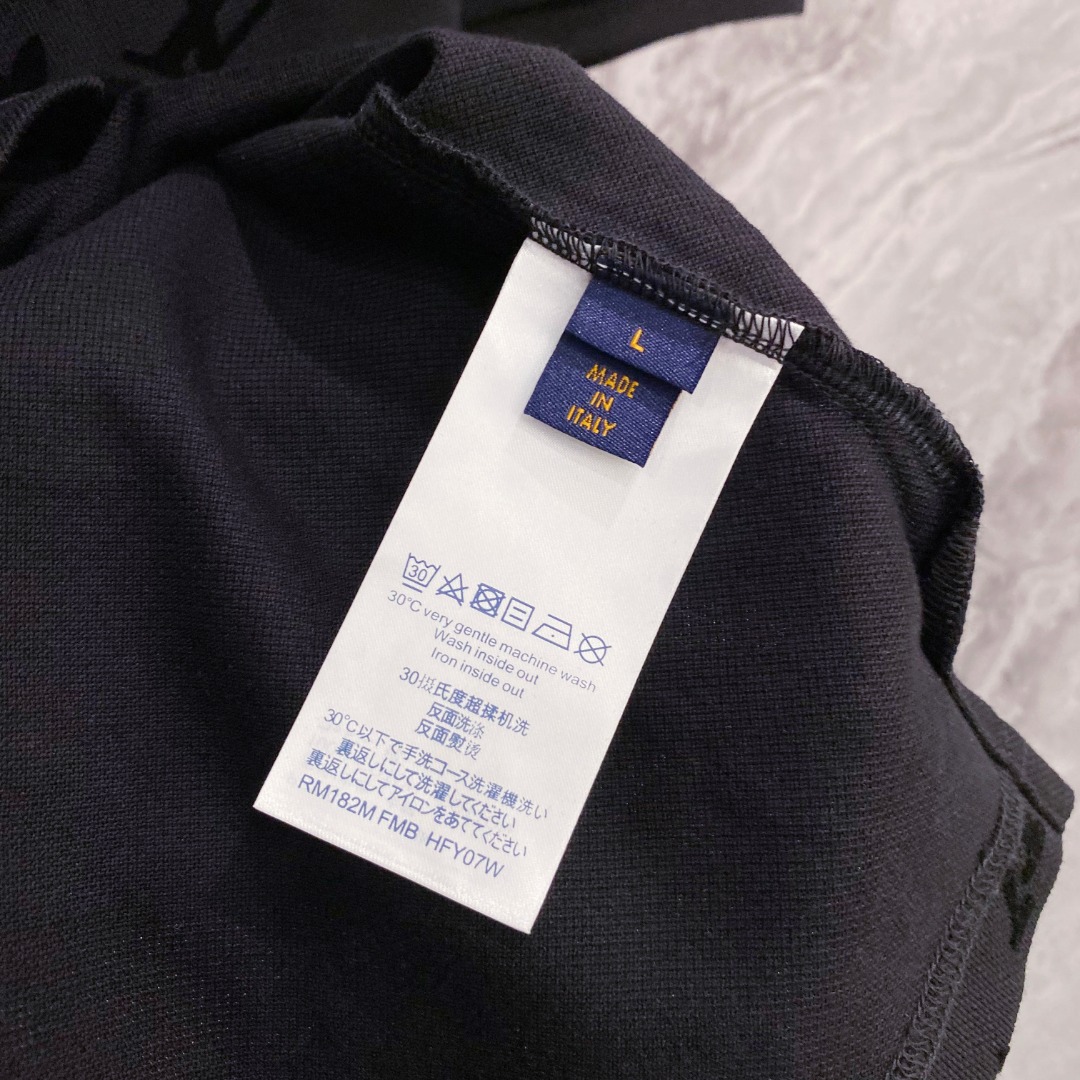 L
MADE
IN
ITALY
30
30°C very gentle machine wash
Wash inside out
Iron inside out
30摄氏度超揉机洗
反面洗涤
反面熨烫
30°C以下で手洗コース洗濯機洗い
裏返しにして洗濯してください
裏返しにしてアイロンをあててください
RM182M FMB HFY07W